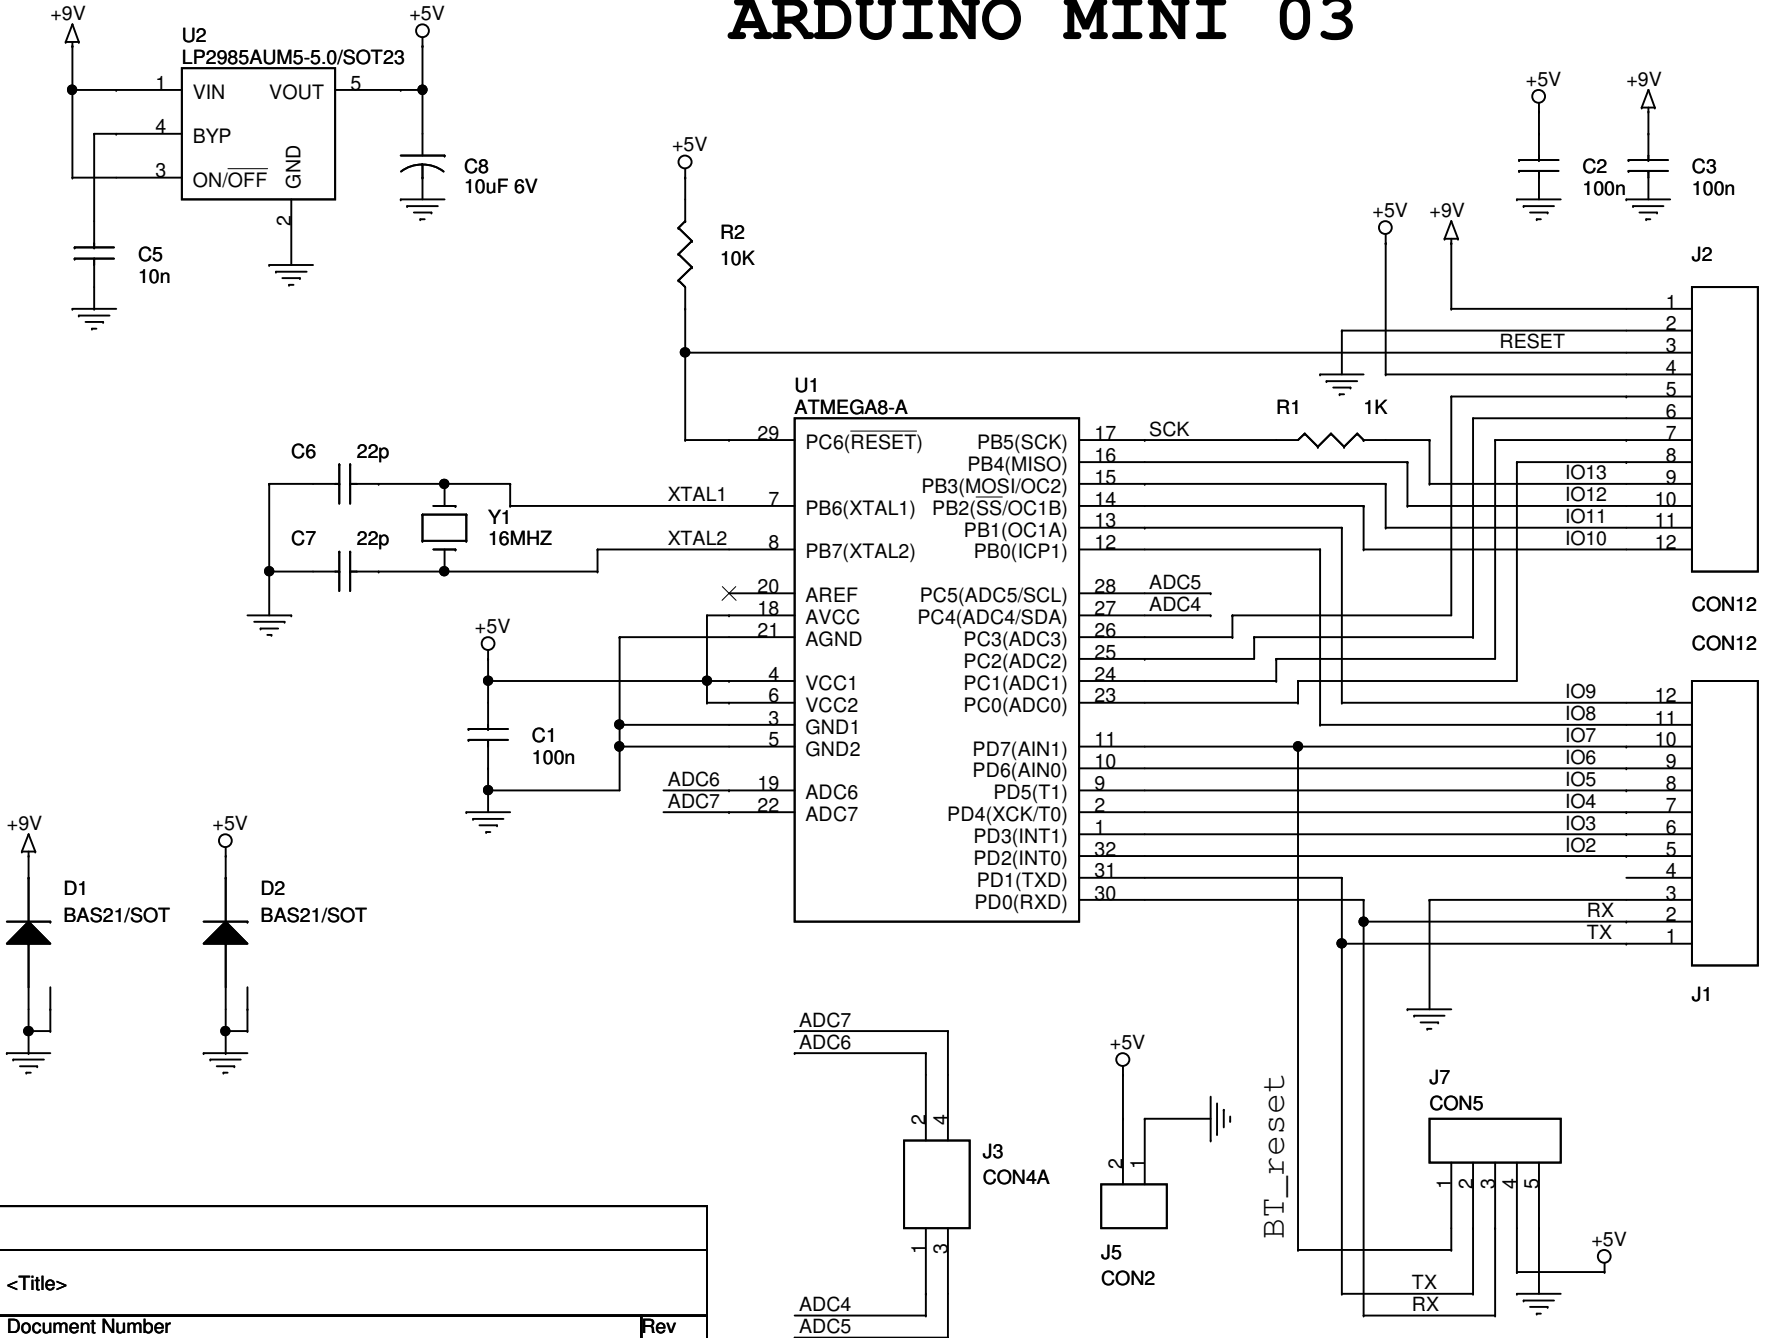 ARDUINO MINI 03
+9V
+5V
U2
LP2985AUM5-5.0/SOT23
1 VIN VOUT 5
4 BYP
3 ON/OFF GND
2
C8
10uF 6V
C5
10n
+5V
R2
10K
+5V
+9V
C2
100n
C3
100n
+5V
+9V
J2
1
2
RESET 3
4
5
6
7
8
IO13 9
IO12 10
IO11 11
IO10 12
CON12
U1
ATMEGA8-A
R1 1K
29 PC6(RESET)
7 PB6(XTAL1)
8 PB7(XTAL2)
20 AREF
18 AVCC
21 AGND
4 VCC1
6 VCC2
3 GND1
5 GND2
ADC6 19 ADC6
ADC7 22 ADC7
PB5(SCK) 17 SCK
PB4(MISO) 16
PB3(MOSI/OC2) 15
PB2(SS/OC1B) 14
PB1(OC1A) 13
PB0(ICP1) 12
PC5(ADC5/SCL) 28 ADC5
PC4(ADC4/SDA) 27 ADC4
PC3(ADC3) 26
PC2(ADC2) 25
PC1(ADC1) 24
PC0(ADC0) 23
PD7(AIN1) 11
PD6(AIN0) 10
PD5(T1) 9
PD4(XCK/T0) 2
PD3(INT1) 1
PD2(INT0) 32
PD1(TXD) 31
PD0(RXD) 30
C6 22p
XTAL1
Y1
16MHZ
C7 22p
XTAL2
+5V
C1
100n
CON12
IO9 12
IO8 11
IO7 10
IO6 9
IO5 8
IO4 7
IO3 6
IO2 5
4
3
RX 2
TX 1
J1
+9V
D1
BAS21/SOT
+5V
D2
BAS21/SOT
ADC7
ADC6
2 4
J3
CON4A
1 3
ADC4
ADC5
+5V
2 1
J5
CON2
BT_reset
J7
CON5
1 2 3 4 5
+5V
TX
RX
<Title>
Document Number
Rev